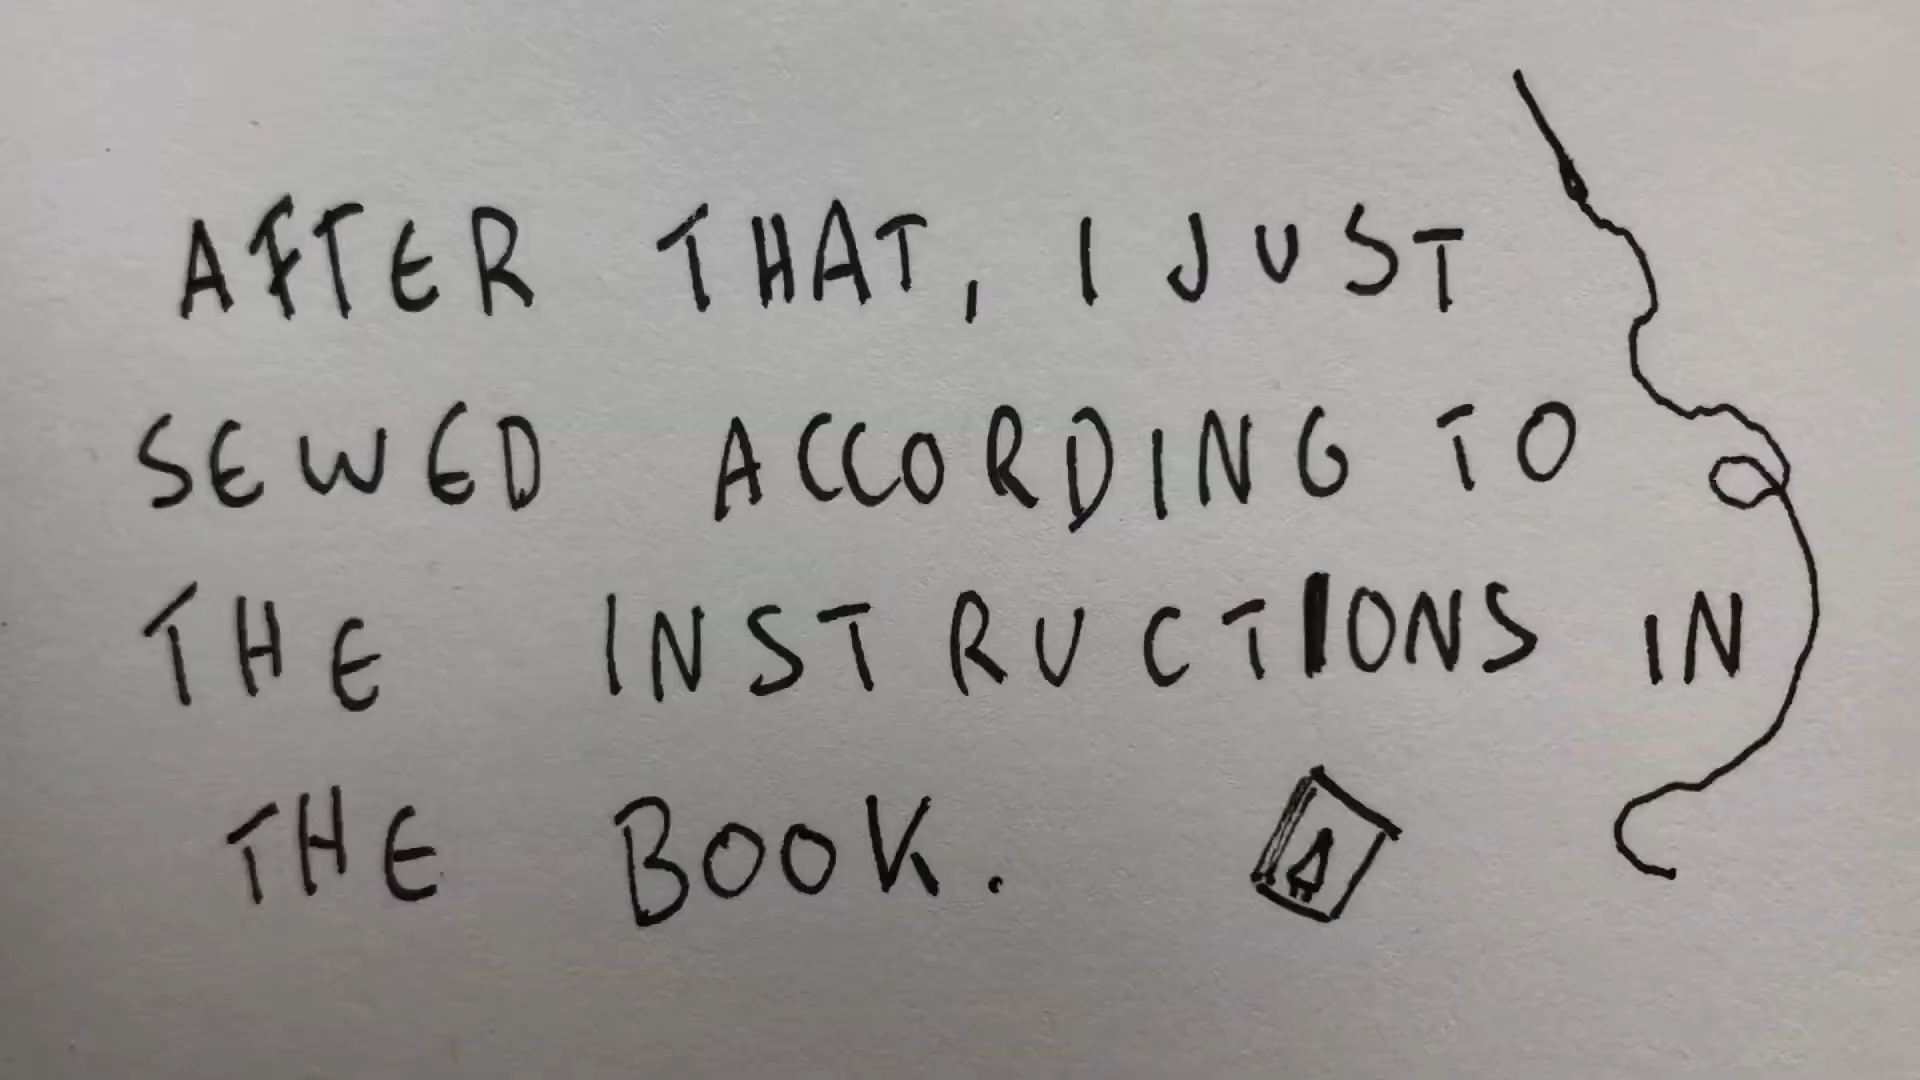 AFTER THAT, I JUST
SEWED ACCORDING TO
THE INSTRUCTIONS IN
THE BOOK.